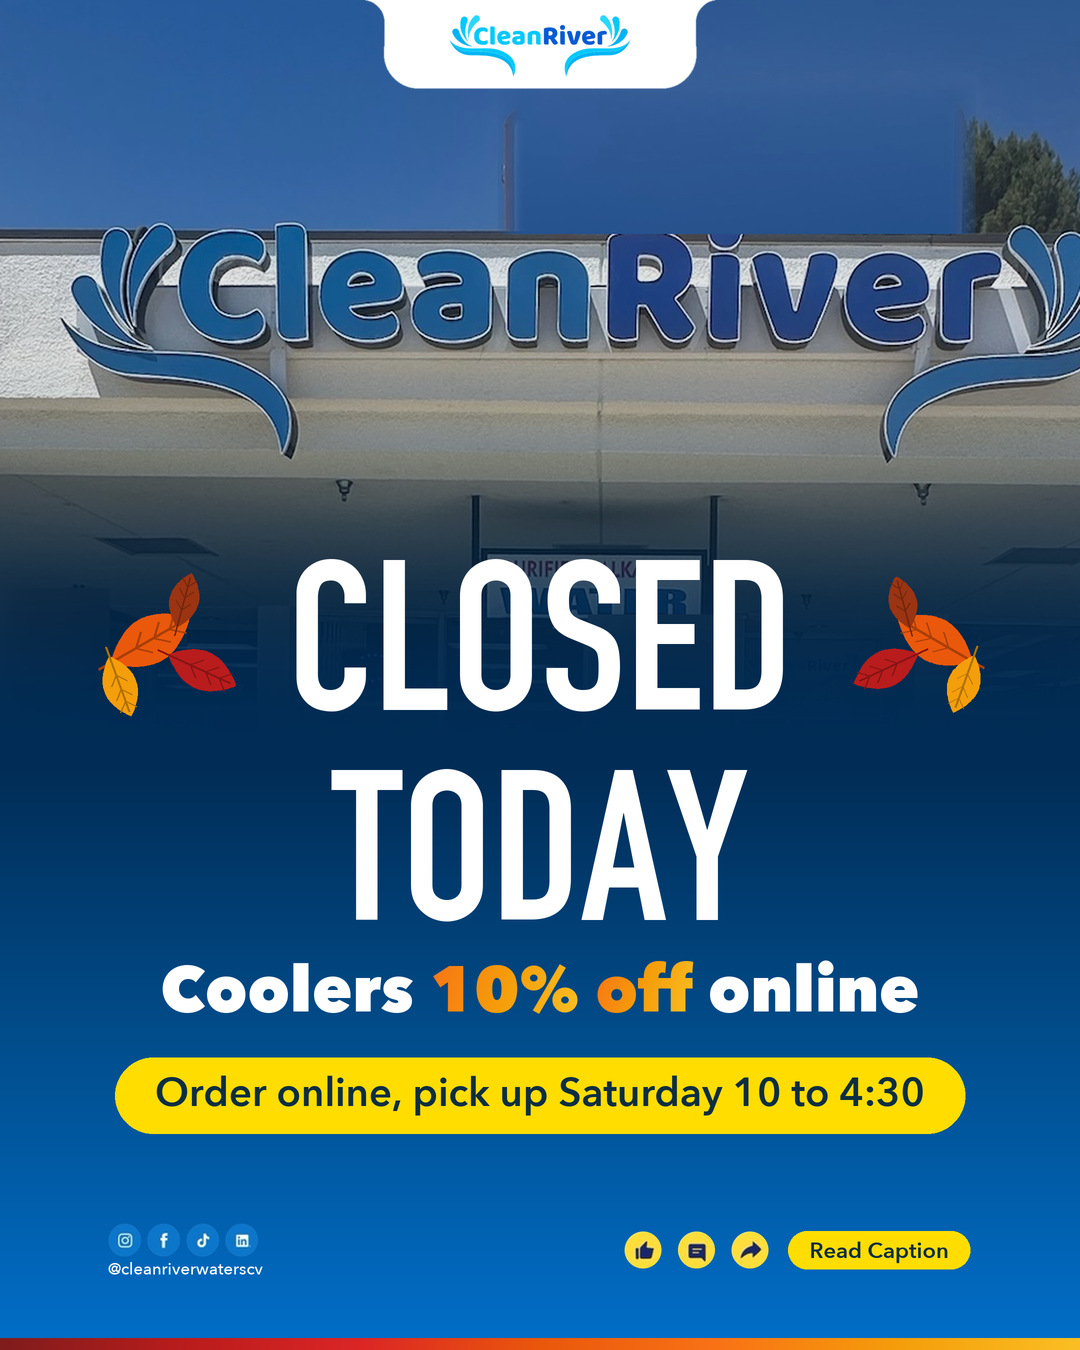 CleanRiver
CleanRiver
WATER
CLOSED
TODAY
Coolers 10% off online
Order online, pick up Saturday 10 to 4:30
@cleanriverwaterscv
Read Caption